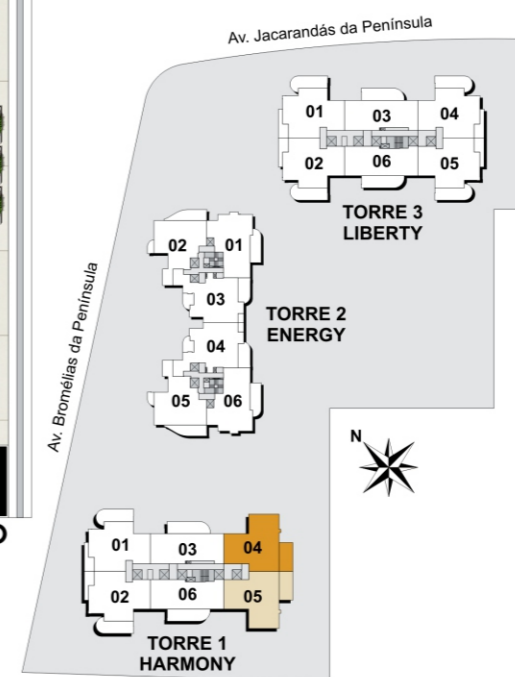 Av. Jacarandás da Península
01
03
04
02
06
05
TORRE 3
LIBERTY
02
01
03
04
05
06
TORRE 2
ENERGY
Av. Bromélias da Península
N
01
03
04
02
06
05
TORRE 1
HARMONY